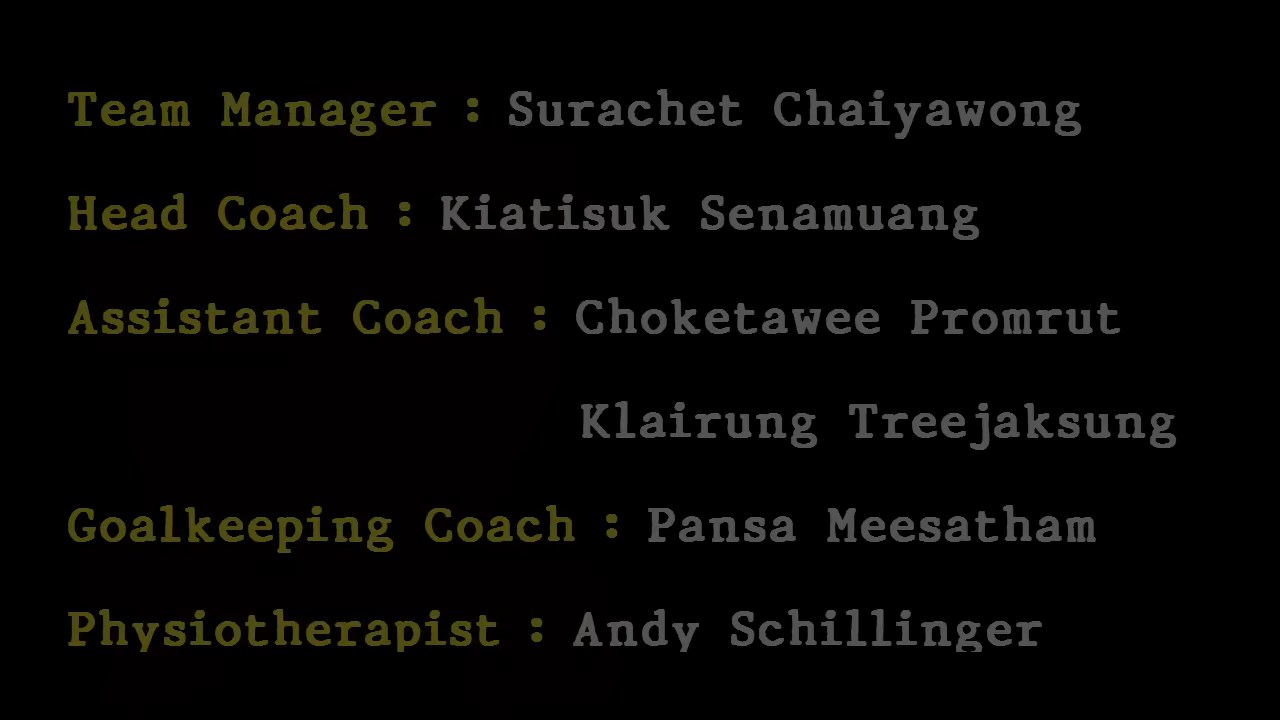 Team Manager : Surachet Chaiyawong
Head Coach : Kiatisuk Senamuang
Assistant Coach : Choketawee Promrut
Klairung Treejaksung
Goalkeeping Coach : Pansa Meesatham
Physiotherapist : Andy Schillinger